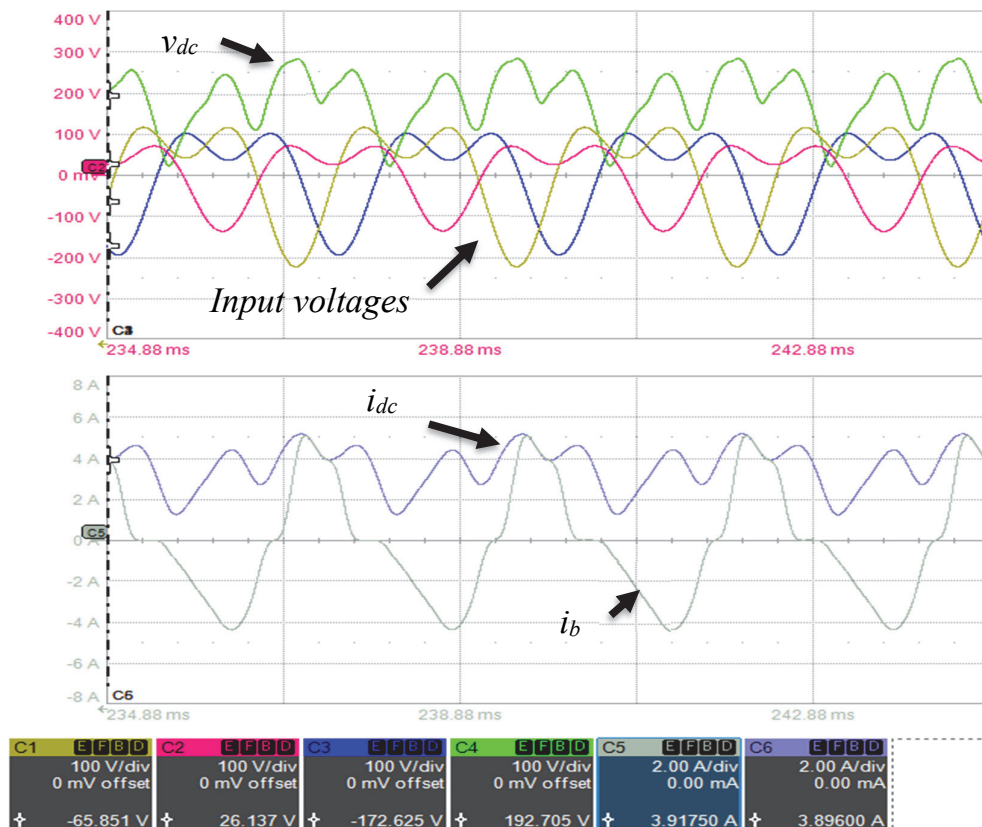 400 V
300 V
200 V
100 V
C2
0 mV
-100 V
-200 V
-300 V
-400 V
v_dc
Input voltages
234.88 ms
238.88 ms
242.88 ms
8 A
6 A
4 A
2 A
C5
0 A
-2 A
-4 A
-6 A
-8 A
i_dc
i_b
C6
234.88 ms
238.88 ms
242.88 ms
C1 E F B D C2 E F B D C3 E F B D C4 E F B D C5 E F B D C6 E F B D
100 V/div 100 V/div 100 V/div 100 V/div 2.00 A/div 2.00 A/div
0 mV offset 0 mV offset 0 mV offset 0 mV offset 0.00 mA 0.00 mA
-65.851 V 26.137 V -172.625 V 192.705 V 3.91750 A 3.89600 A